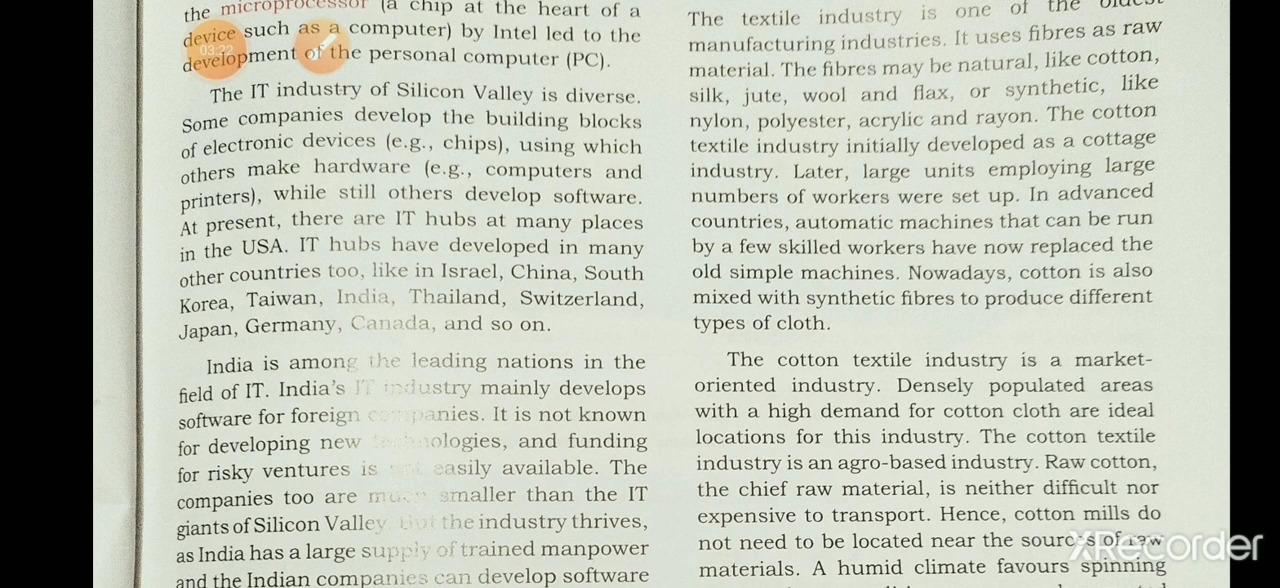 the microprocessor (a chip at the heart of a
device such as a computer) by Intel led to the
development of the personal computer (PC).
The IT industry of Silicon Valley is diverse.
Some companies develop the building blocks
of electronic devices (e.g., chips), using which
others make hardware (e.g., computers and
printers), while still others develop software.
At present, there are IT hubs at many places
in the USA. IT hubs have developed in many
other countries too, like in Israel, China, South
Korea, Taiwan, India, Thailand, Switzerland,
Japan, Germany, Canada, and so on.
India is among the leading nations in the
field of IT. India's IT industry mainly develops
software for foreign companies. It is not known
for developing new technologies, and funding
for risky ventures is not easily available. The
companies too are much smaller than the IT
giants of Silicon Valley. But the industry thrives,
as India has a large supply of trained manpower
and the Indian companies can develop software
The textile industry is one of the oldest
manufacturing industries. It uses fibres as raw
material. The fibres may be natural, like cotton,
silk, jute, wool and flax, or synthetic, like
nylon, polyester, acrylic and rayon. The cotton
textile industry initially developed as a cottage
industry. Later, large units employing large
numbers of workers were set up. In advanced
countries, automatic machines that can be run
by a few skilled workers have now replaced the
old simple machines. Nowadays, cotton is also
mixed with synthetic fibres to produce different
types of cloth.
The cotton textile industry is a market-
oriented industry. Densely populated areas
with a high demand for cotton cloth are ideal
locations for this industry. The cotton textile
industry is an agro-based industry. Raw cotton,
the chief raw material, is neither difficult nor
expensive to transport. Hence, cotton mills do
not need to be located near the sources of raw
materials. A humid climate favours spinning
03:22
XRecorder